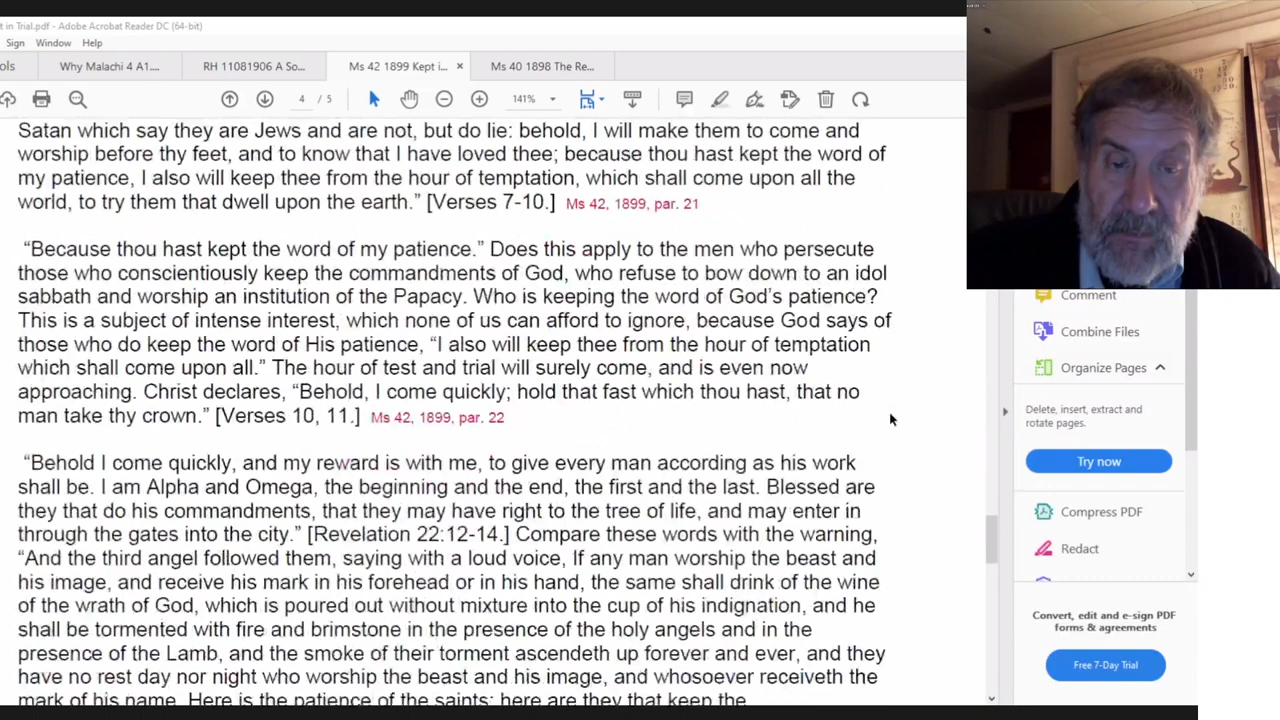 t in Trial.pdf - Adobe Acrobat Reader DC (64-bit)
Sign Window Help
ols Why Malachi 4 A1.... RH 11081906 A So... Ms 42 1899 Kept i... × Ms 40 1898 The Re...
4 / 5 141%
Satan which say they are Jews and are not, but do lie: behold, I will make them to come and
worship before thy feet, and to know that I have loved thee; because thou hast kept the word of
my patience, I also will keep thee from the hour of temptation, which shall come upon all the
world, to try them that dwell upon the earth.” [Verses 7-10.] Ms 42, 1899, par. 21
“Because thou hast kept the word of my patience.” Does this apply to the men who persecute
those who conscientiously keep the commandments of God, who refuse to bow down to an idol
sabbath and worship an institution of the Papacy. Who is keeping the word of God’s patience?
This is a subject of intense interest, which none of us can afford to ignore, because God says of
those who do keep the word of His patience, “I also will keep thee from the hour of temptation
which shall come upon all.” The hour of test and trial will surely come, and is even now
approaching. Christ declares, “Behold, I come quickly; hold that fast which thou hast, that no
man take thy crown.” [Verses 10, 11.] Ms 42, 1899, par. 22
“Behold I come quickly, and my reward is with me, to give every man according as his work
shall be. I am Alpha and Omega, the beginning and the end, the first and the last. Blessed are
they that do his commandments, that they may have right to the tree of life, and may enter in
through the gates into the city.” [Revelation 22:12-14.] Compare these words with the warning,
“And the third angel followed them, saying with a loud voice, If any man worship the beast and
his image, and receive his mark in his forehead or in his hand, the same shall drink of the wine
of the wrath of God, which is poured out without mixture into the cup of his indignation, and he
shall be tormented with fire and brimstone in the presence of the holy angels and in the
presence of the Lamb, and the smoke of their torment ascendeth up forever and ever, and they
have no rest day nor night who worship the beast and his image, and whosoever receiveth the
mark of his name. Here is the patience of the saints: here are they that keep the
Comment
Combine Files
Organize Pages
Delete, insert, extract and
rotate pages.
Try now
Compress PDF
Redact
Convert, edit and e-sign PDF
forms & agreements
Free 7-Day Trial